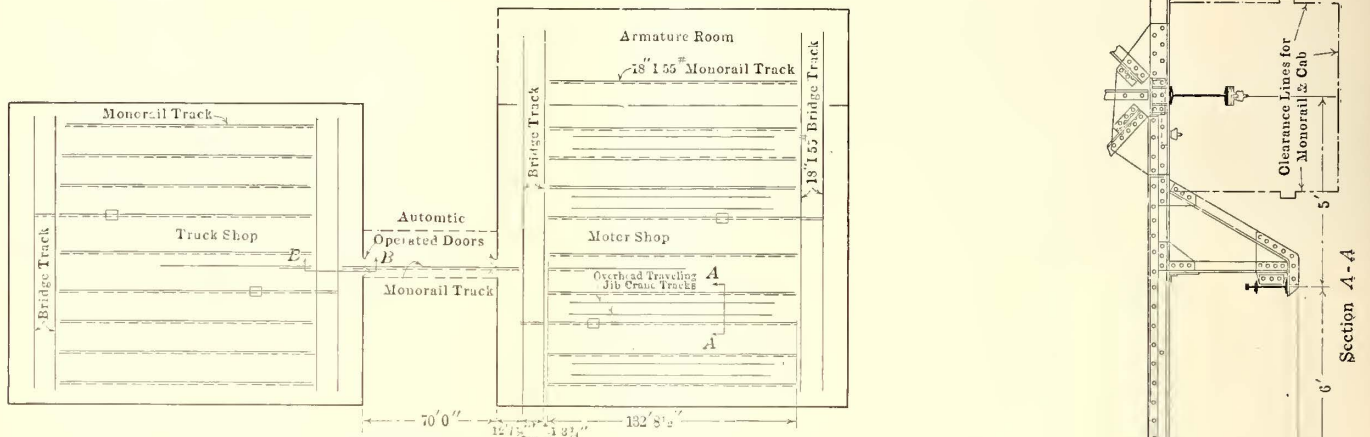 Armature Room
18" I 55# Monorail Track
Bridge Track
18" I 55# Bridge Track
Monorail Track
Truck Shop
Bridge Track
Automtic
Operated Doors
B
B
Monorail Track
Motor Shop
Overhead Traveling
Jib Crane Tracks
A
A
70'0"
132'8½"
Clearance Lines for
Monorail & Cab
5'
6'
Section A-A